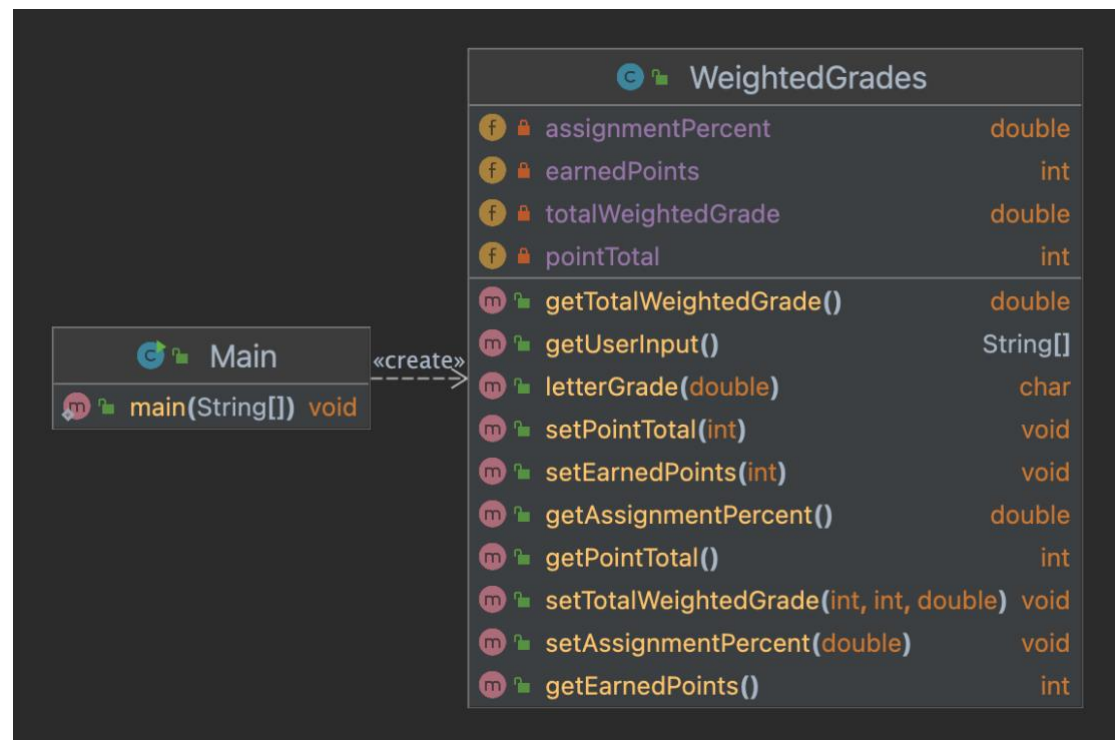 Main
main(String[]) void
«create»
WeightedGrades
assignmentPercent double
earnedPoints int
totalWeightedGrade double
pointTotal int
getTotalWeightedGrade() double
getUserInput() String[]
letterGrade(double) char
setPointTotal(int) void
setEarnedPoints(int) void
getAssignmentPercent() double
getPointTotal() int
setTotalWeightedGrade(int, int, double) void
setAssignmentPercent(double) void
getEarnedPoints() int